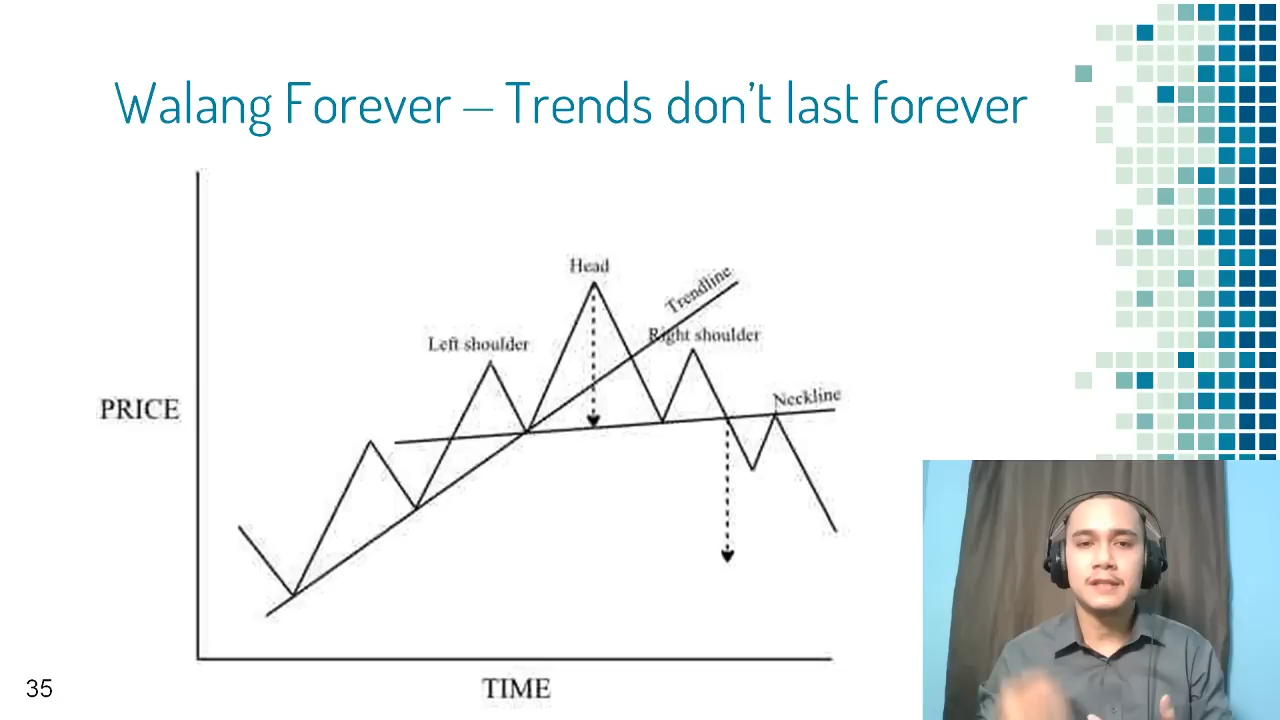 Walang Forever – Trends don't last forever
Head
Trendline
Left shoulder
Right shoulder
Neckline
PRICE
TIME
35